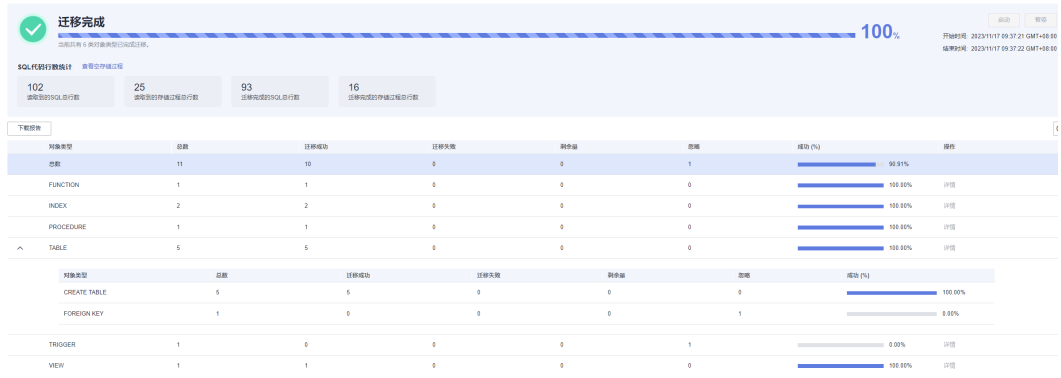 迁移完成
当前共有 6 类对象类型已完成迁移。
100%
启动 暂停
开始时间: 2023/11/17 09:37:21 GMT+08:00
结束时间: 2023/11/17 09:37:22 GMT+08:00
SQL代码行数统计 查看空存储过程
102 25 93 16
读取到的SQL总行数 读取到的存储过程总行数 迁移完成的SQL总行数 迁移完成的存储过程总行数
下载报告
对象类型 总数 迁移成功 迁移失败 剩余量 忽略 成功 (%) 操作
总数 11 10 0 0 1 90.91%
FUNCTION 1 1 0 0 0 100.00% 详情
INDEX 2 2 0 0 0 100.00% 详情
PROCEDURE 1 1 0 0 0 100.00% 详情
TABLE 5 5 0 0 0 100.00% 详情
对象类型 总数 迁移成功 迁移失败 剩余量 忽略 成功 (%)
CREATE TABLE 5 5 0 0 0 100.00%
FOREIGN KEY 1 0 0 0 1 0.00%
TRIGGER 1 0 0 0 1 0.00% 详情
VIEW 1 1 0 0 0 100.00% 详情